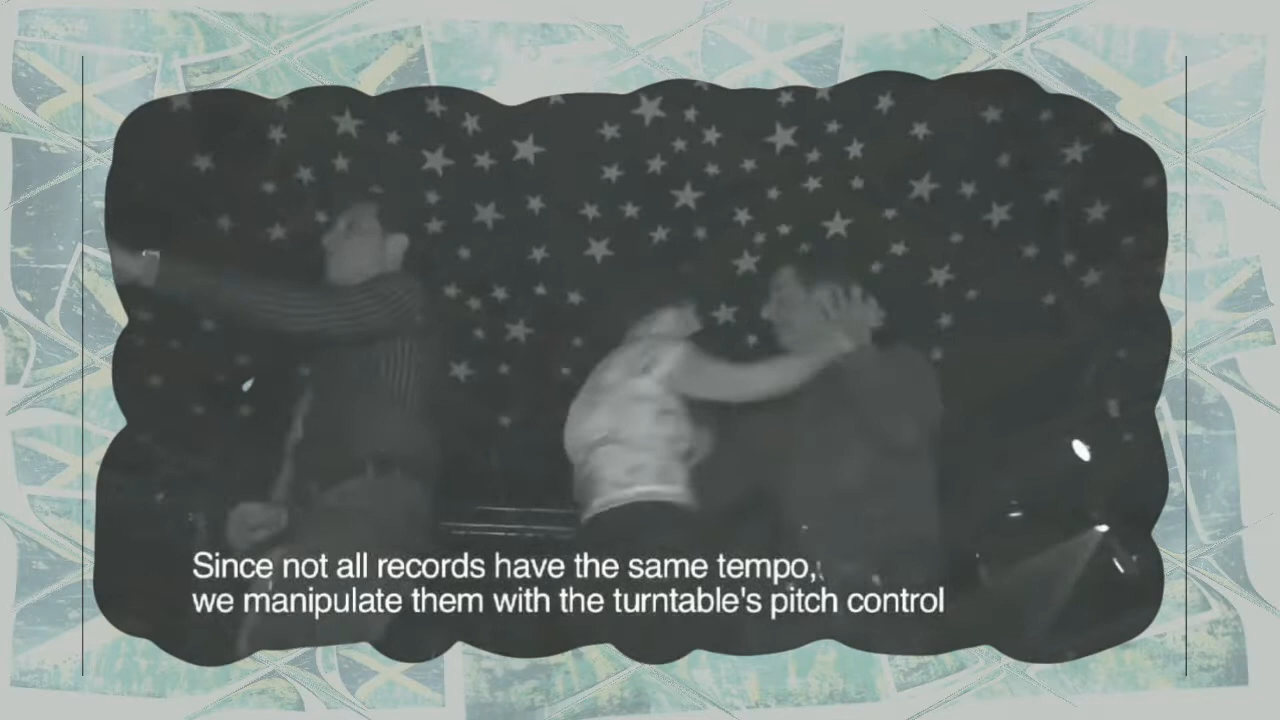 Since not all records have the same tempo,
we manipulate them with the turntable's pitch control